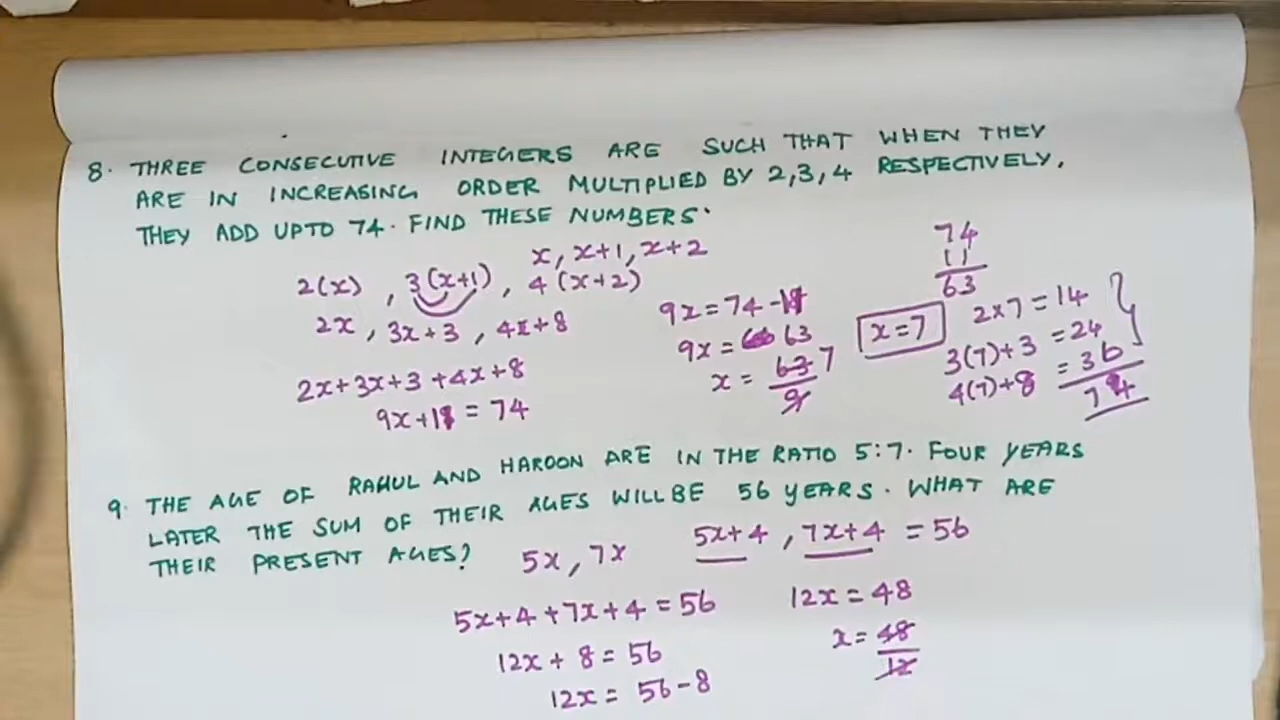 8. THREE CONSECUTIVE INTEGERS ARE SUCH THAT WHEN THEY
ARE IN INCREASING ORDER MULTIPLIED BY 2,3,4 RESPECTIVELY,
THEY ADD UPTO 74. FIND THESE NUMBERS.
x, x+1, x+2
2(x), 3(x+1), 4(x+2)
2x, 3x+3, 4x+8
2x+3x+3+4x+8
9x+11 = 74
9x = 74-11
9x = 63
x = 63 7
9
x = 7
74
11
63
2×7 = 14
3(7)+3 = 24
4(7)+8 = 36
74
9. THE AGE OF RAHUL AND HAROON ARE IN THE RATIO 5:7. FOUR YEARS
LATER THE SUM OF THEIR AGES WILL BE 56 YEARS. WHAT ARE
THEIR PRESENT AGES?
5x, 7x
5x+4, 7x+4 = 56
5x+4+7x+4 = 56
12x + 8 = 56
12x = 56-8
12x = 48
x = 48
12